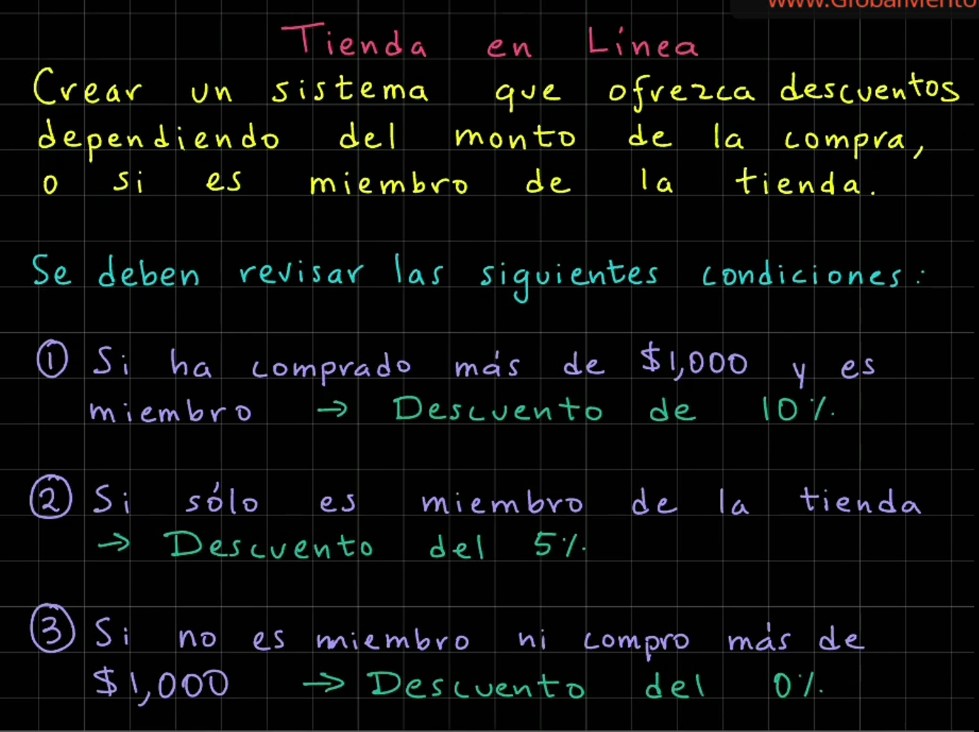 Tienda en Línea
Crear un sistema que ofrezca descuentos
dependiendo del monto de la compra,
o si es miembro de la tienda.
Se deben revisar las siguientes condiciones:
① Si ha comprado más de $1,000 y es
miembro → Descuento de 10%.
② Si sólo es miembro de la tienda
→ Descuento del 5%.
③ Si no es miembro ni compro más de
$1,000 → Descuento del 0%.